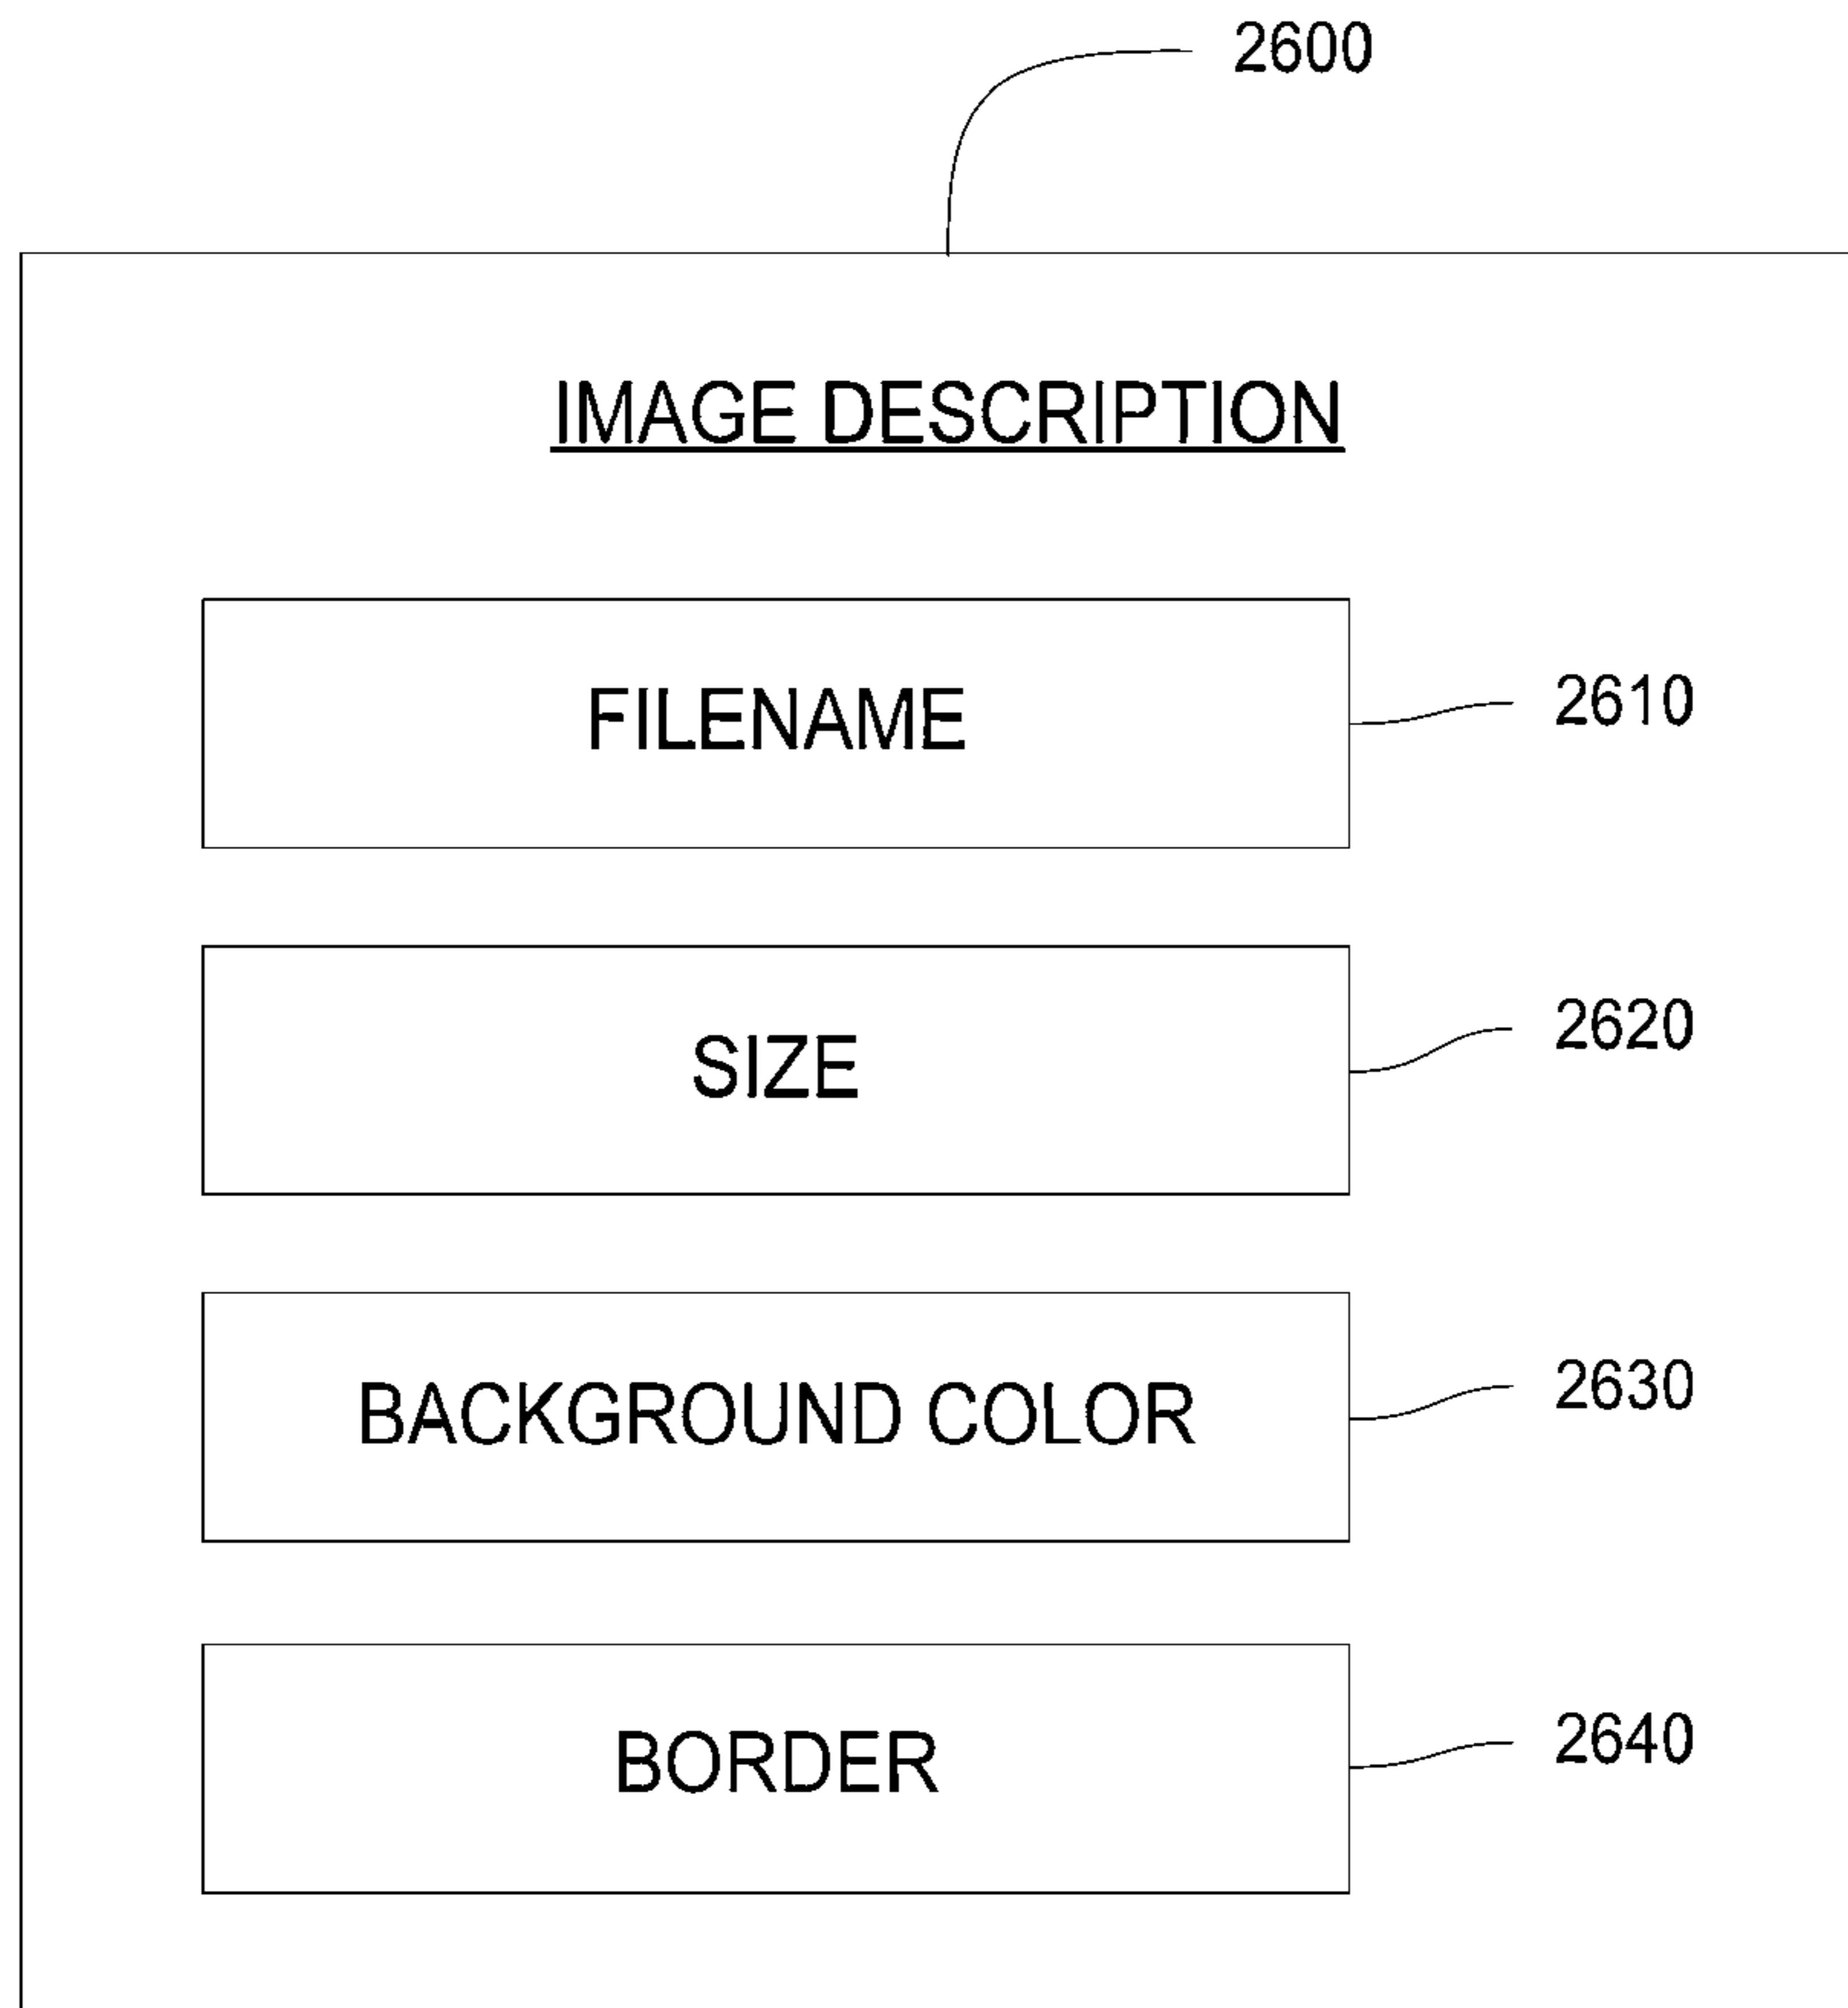 2600
IMAGE DESCRIPTION
FILENAME
2610
SIZE
2620
BACKGROUND COLOR
2630
BORDER
2640